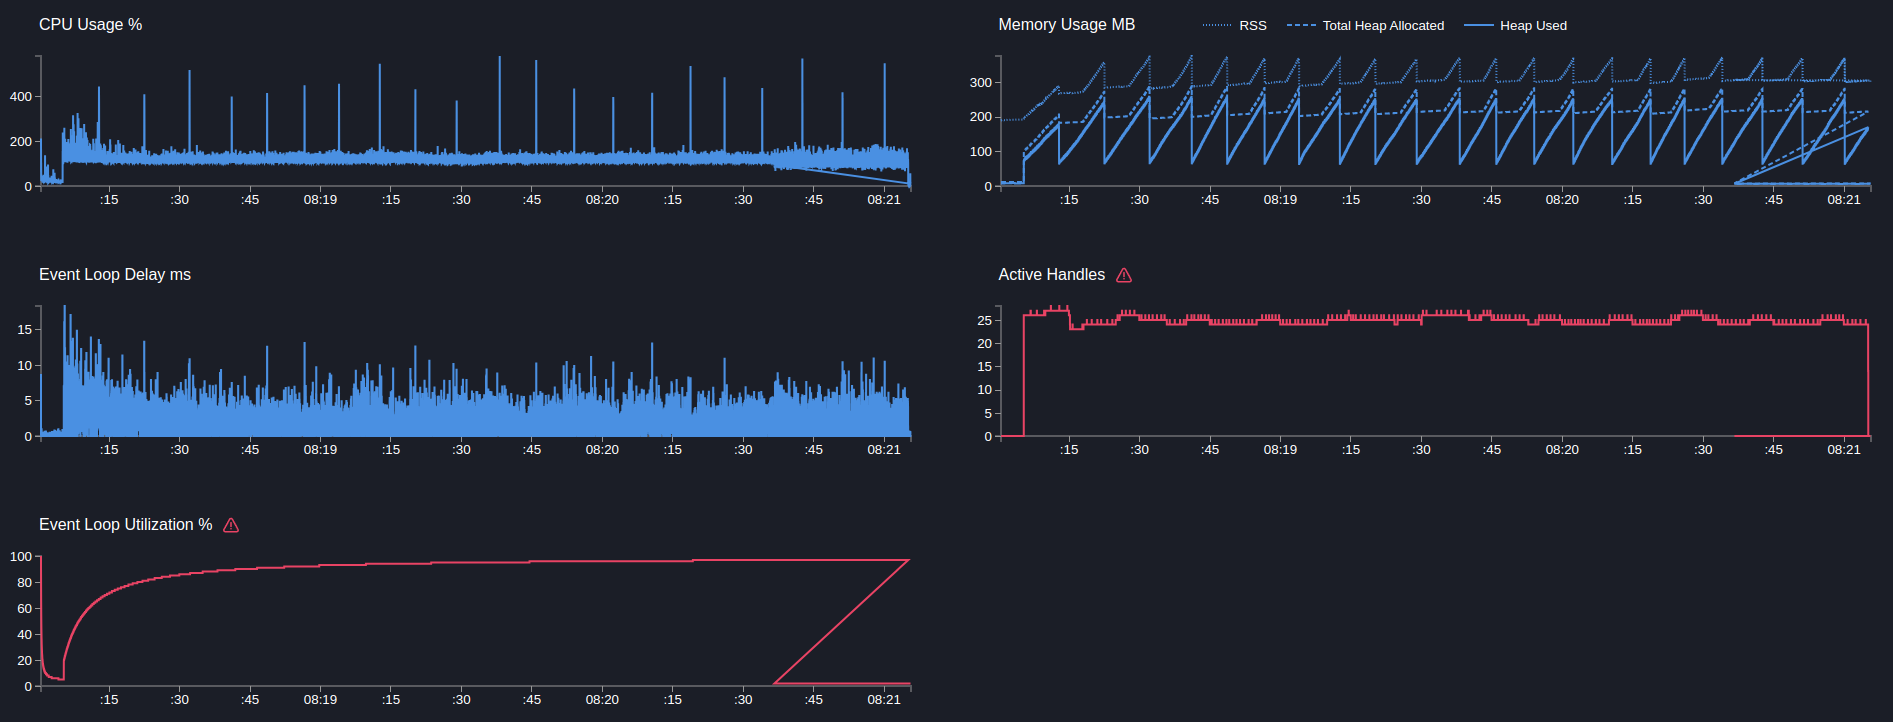 CPU Usage %
400
200
0
:15 :30 :45 08:19 :15 :30 :45 08:20 :15 :30 :45 08:21
Memory Usage MB RSS Total Heap Allocated Heap Used
300
200
100
0
:15 :30 :45 08:19 :15 :30 :45 08:20 :15 :30 :45 08:21
Event Loop Delay ms
15
10
5
0
:15 :30 :45 08:19 :15 :30 :45 08:20 :15 :30 :45 08:21
Active Handles
25
20
15
10
5
0
:15 :30 :45 08:19 :15 :30 :45 08:20 :15 :30 :45 08:21
Event Loop Utilization %
100
80
60
40
20
0
:15 :30 :45 08:19 :15 :30 :45 08:20 :15 :30 :45 08:21